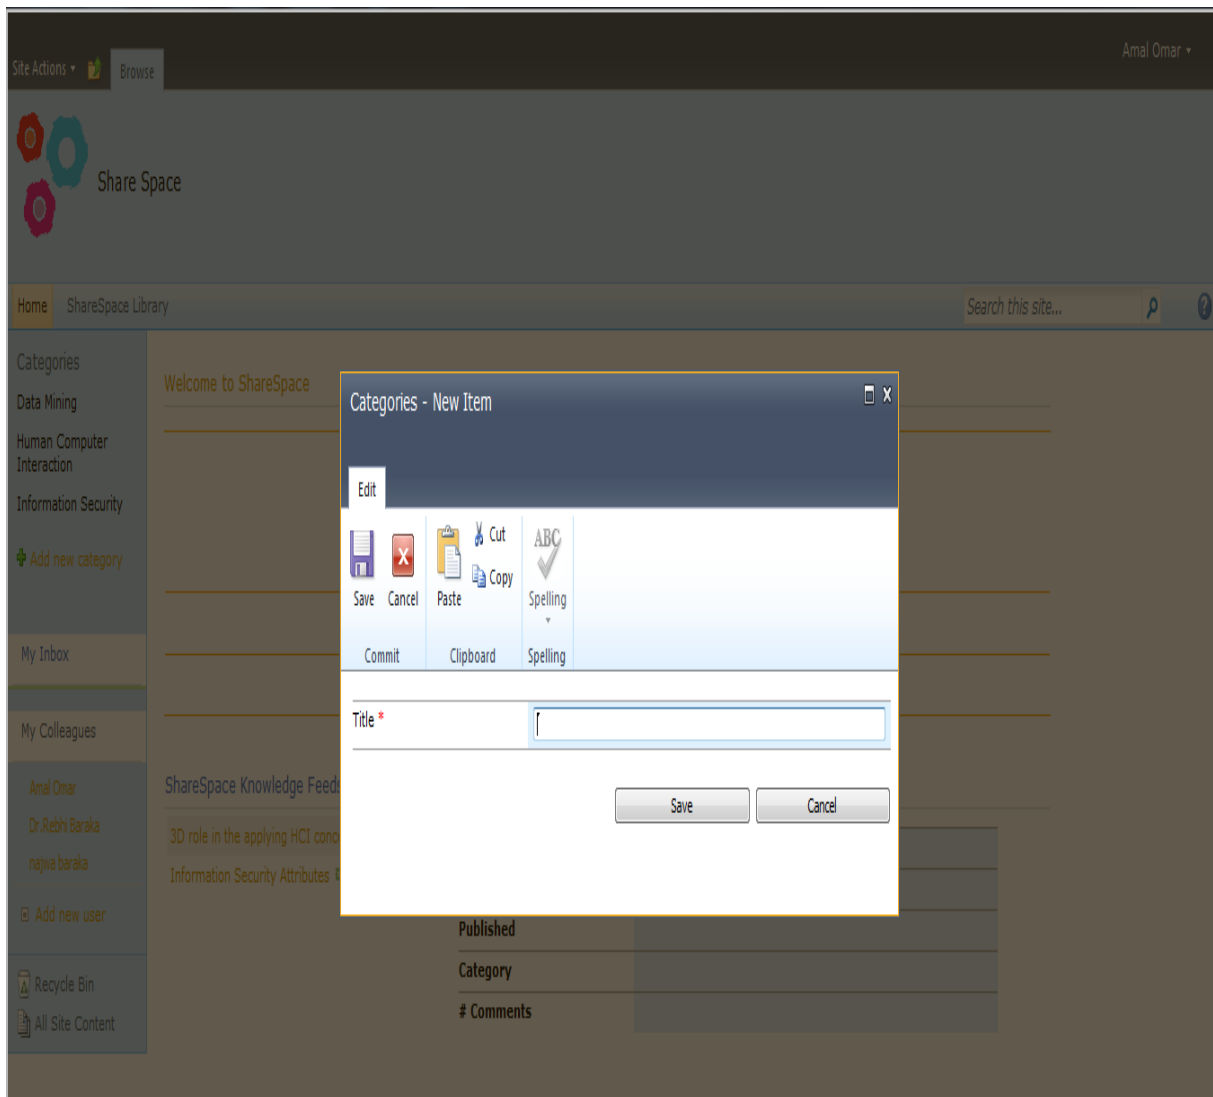 Amal Omar
Site Actions Browse
Share Space
Home ShareSpace Library Search this site...
Categories
Data Mining
Human Computer
Interaction
Information Security
Add new category
My Inbox
My Colleagues
Amal Omar
Dr.Rebhi Baraka
najwa baraka
Add new user
Recycle Bin
All Site Content
Welcome to ShareSpace
ShareSpace Knowledge Feeds
3D role in the applying HCI
Information Security Attributes
Published
Category
# Comments
Categories - New Item
Edit
Save Cancel Paste Cut
Copy
ABC
Spelling
Commit Clipboard Spelling
Title *
Save Cancel